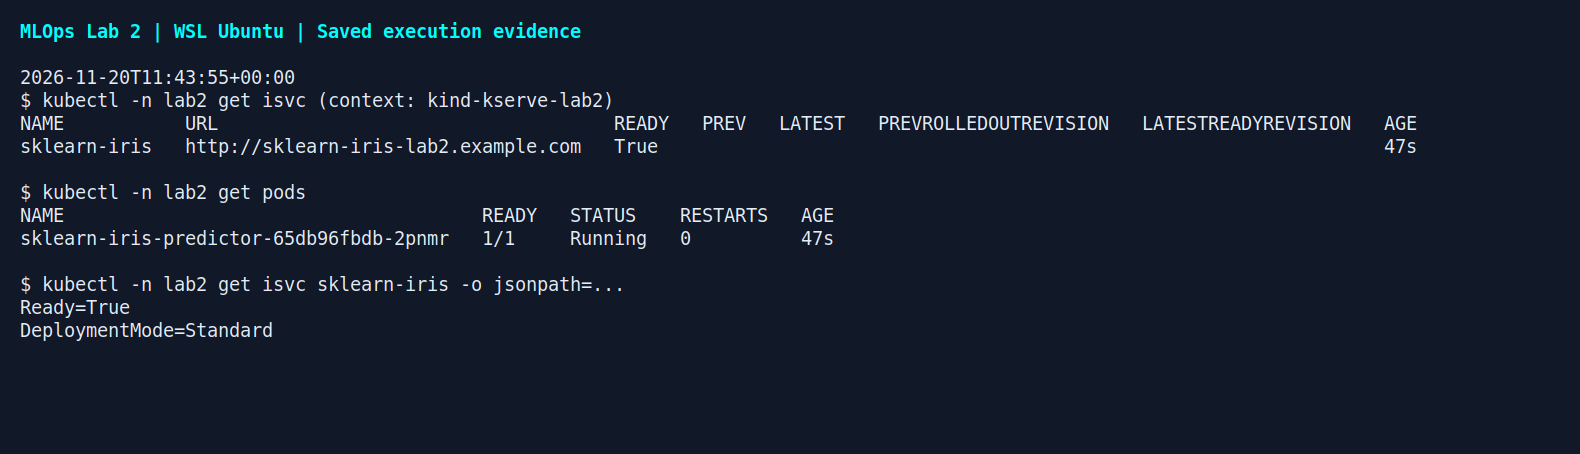 MLOps Lab 2 | WSL Ubuntu | Saved execution evidence
2026-11-20T11:43:55+00:00
$ kubectl -n lab2 get isvc (context: kind-kserve-lab2)
NAME           URL                                    READY   PREV   LATEST   PREVROLLEDOUTREVISION   LATESTREADYREVISION   AGE
sklearn-iris   http://sklearn-iris-lab2.example.com   True                                                                  47s
$ kubectl -n lab2 get pods
NAME                                      READY   STATUS    RESTARTS   AGE
sklearn-iris-predictor-65db96fbdb-2pnmr   1/1     Running   0          47s
$ kubectl -n lab2 get isvc sklearn-iris -o jsonpath=...
Ready=True
DeploymentMode=Standard